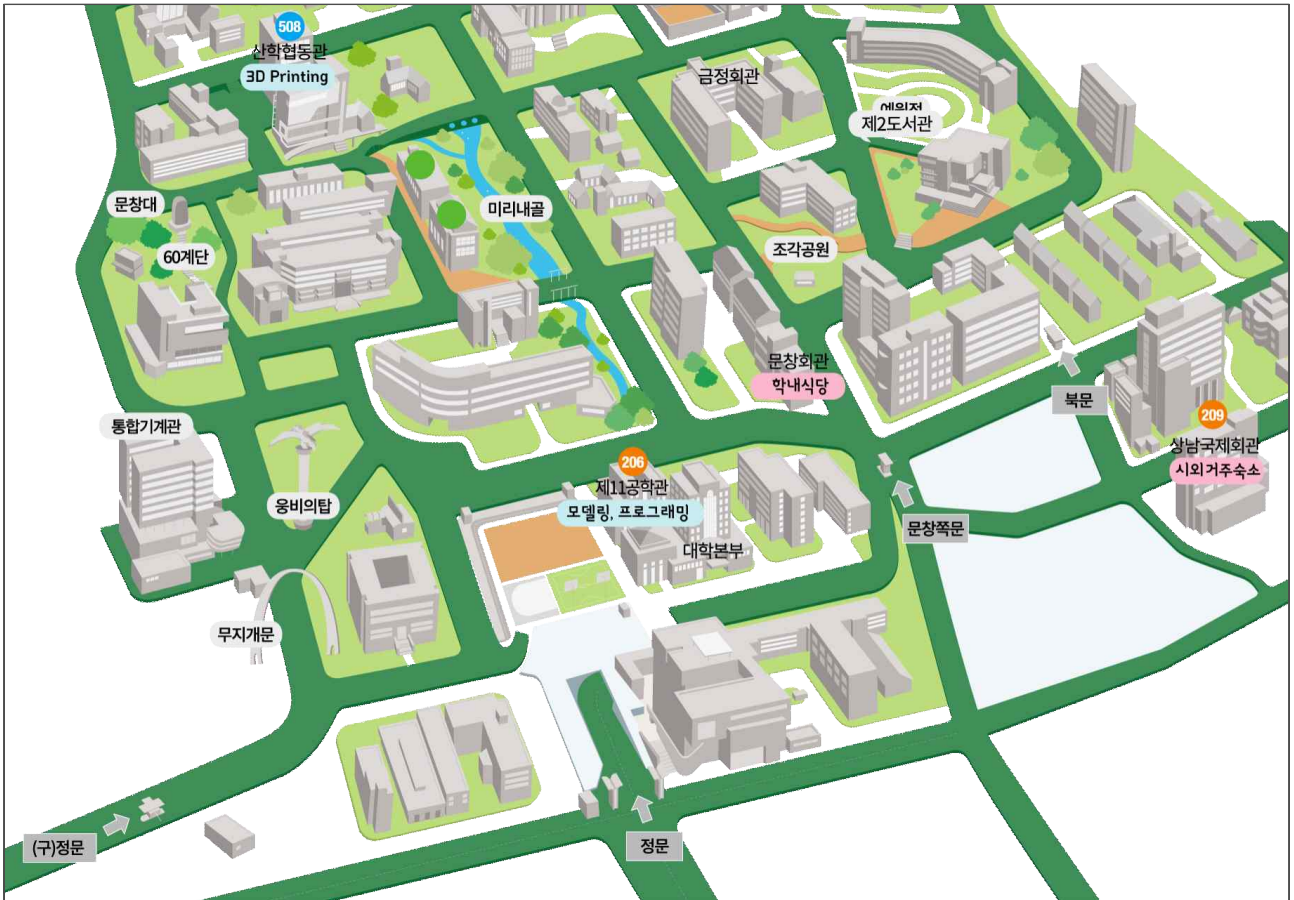 508
산학협동관
3D Printing
금정회관
예원정
제2도서관
문창대
60계단
미리내골
조각공원
문창회관
학내식당
북문
209
상남국제회관
시외거주숙소
통합기계관
웅비의탑
206
제11공학관
모델링, 프로그래밍
대학본부
문창쪽문
무지개문
(구)정문
정문